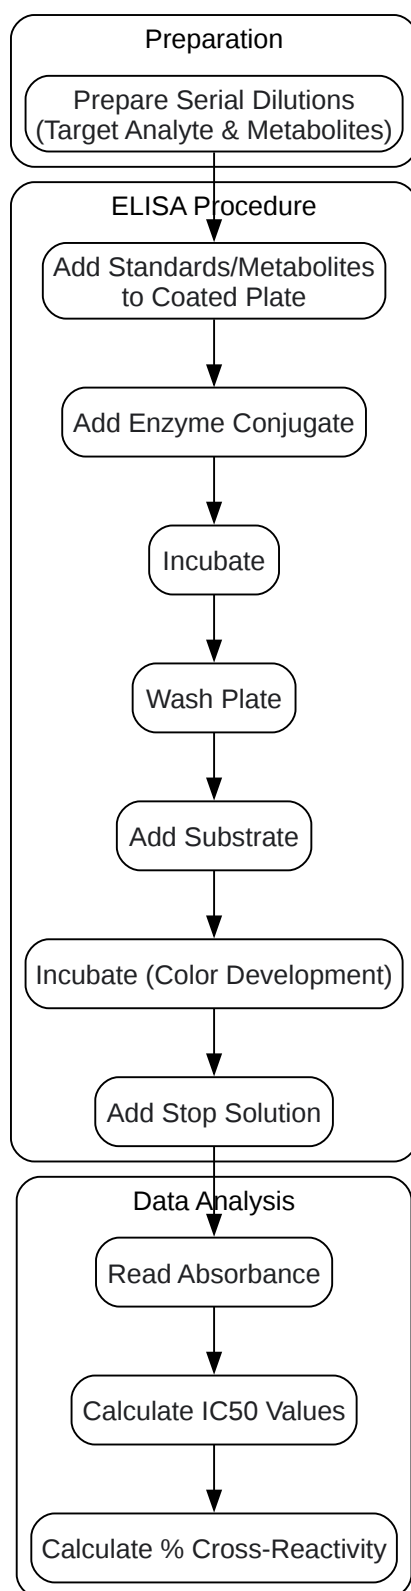 Preparation
Prepare Serial Dilutions
(Target Analyte & Metabolites)
ELISA Procedure
Add Standards/Metabolites
to Coated Plate
Add Enzyme Conjugate
Incubate
Wash Plate
Add Substrate
Incubate (Color Development)
Add Stop Solution
Data Analysis
Read Absorbance
Calculate IC50 Values
Calculate % Cross-Reactivity